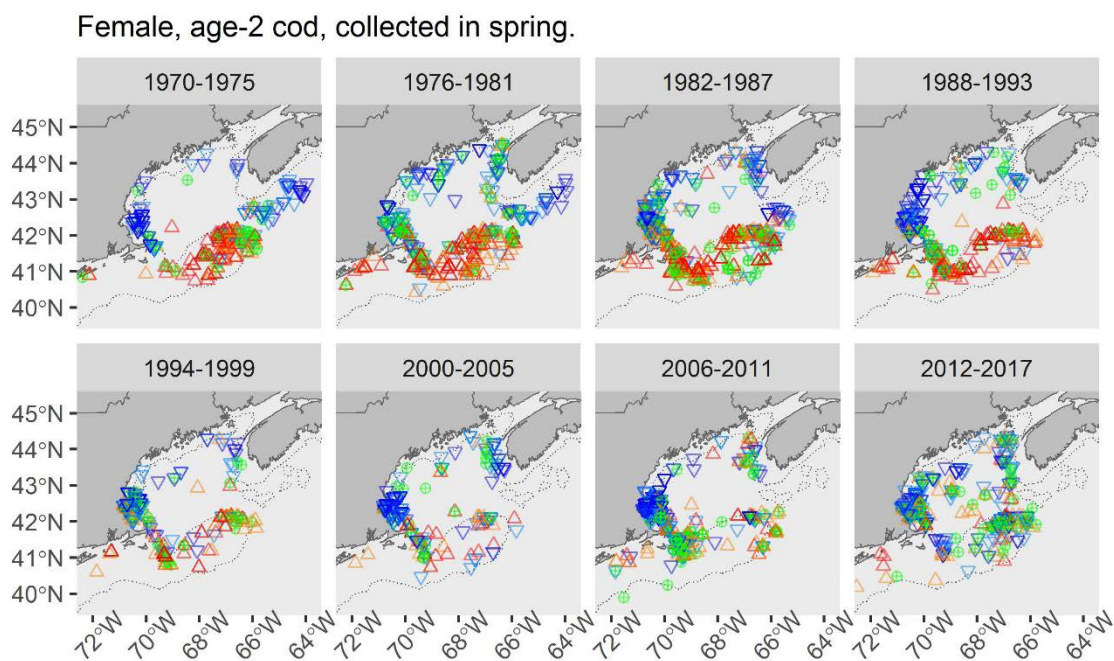 Female, age-2 cod, collected in spring.
1970-1975 1976-1981 1982-1987 1988-1993
45°N
44°N
43°N
42°N
41°N
40°N
1994-1999 2000-2005 2006-2011 2012-2017
45°N
44°N
43°N
42°N
41°N
40°N
72°W 70°W 68°W 66°W 64°W 72°W 70°W 68°W 66°W 64°W 72°W 70°W 68°W 66°W 64°W 72°W 70°W 68°W 66°W 64°W